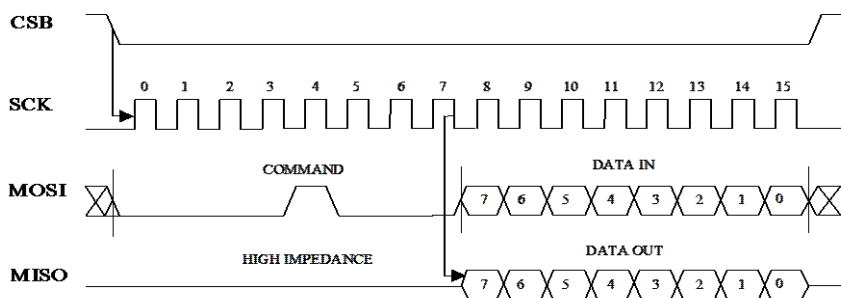 CSB
0 1 2 3 4 5 6 7 8 9 10 11 12 13 14 15
SCK
COMMAND DATA IN
MOSI 7 6 5 4 3 2 1 0
HIGH IMPEDANCE DATA OUT
MISO 7 6 5 4 3 2 1 0